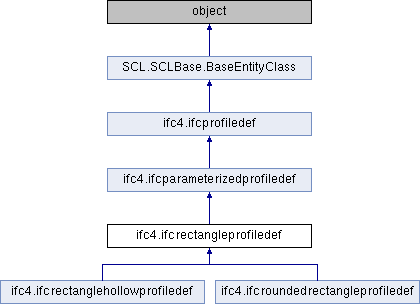 object
SCL.SCLBase.BaseEntityClass
ifc4.ifcprofiledef
ifc4.ifcparameterizedprofiledef
ifc4.ifcrectangleprofiledef
ifc4.ifcrectanglehollowprofiledef
ifc4.ifcroundedrectangleprofiledef